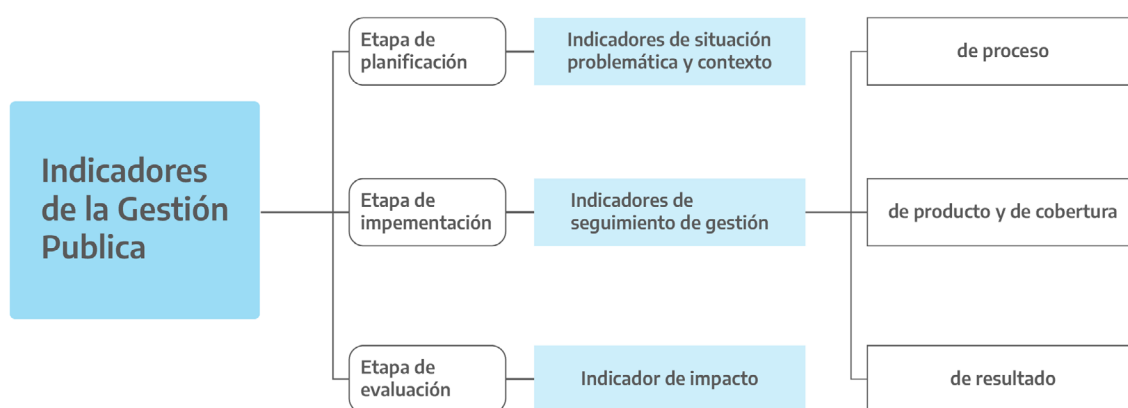 Indicadores
de la Gestión
Publica
Etapa de
planificación
Indicadores de situación
problemática y contexto
de proceso
Etapa de
impementación
Indicadores de
seguimiento de gestión
de producto y de cobertura
Etapa de
evaluación
Indicador de impacto
de resultado